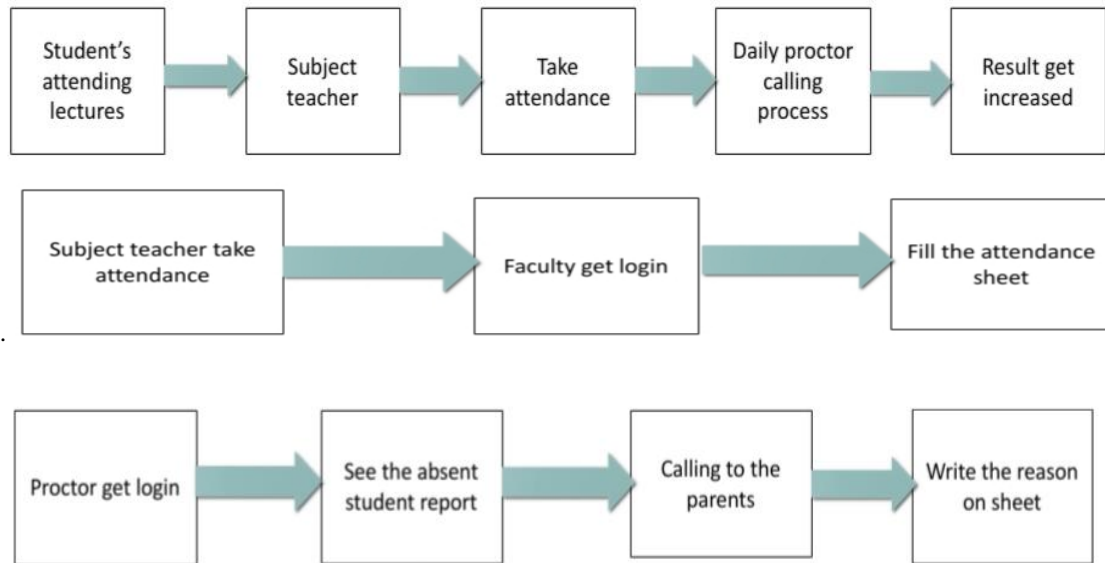 Student's
attending
lectures
Subject
teacher
Take
attendance
Daily proctor
calling
process
Result get
increased
Subject teacher take
attendance
Faculty get login
Fill the attendance
sheet
.
Proctor get login
See the absent
student report
Calling to the
parents
Write the reason
on sheet